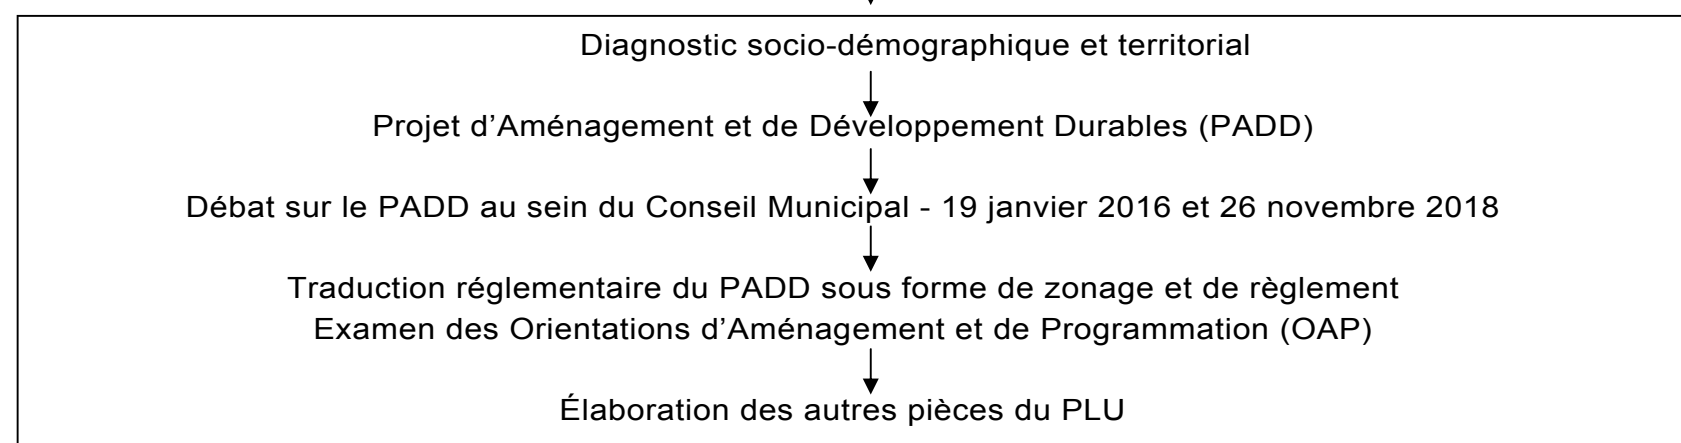 Diagnostic socio-démographique et territorial
Projet d’Aménagement et de Développement Durables (PADD)
Débat sur le PADD au sein du Conseil Municipal - 19 janvier 2016 et 26 novembre 2018
Traduction réglementaire du PADD sous forme de zonage et de règlement
Examen des Orientations d’Aménagement et de Programmation (OAP)
Élaboration des autres pièces du PLU